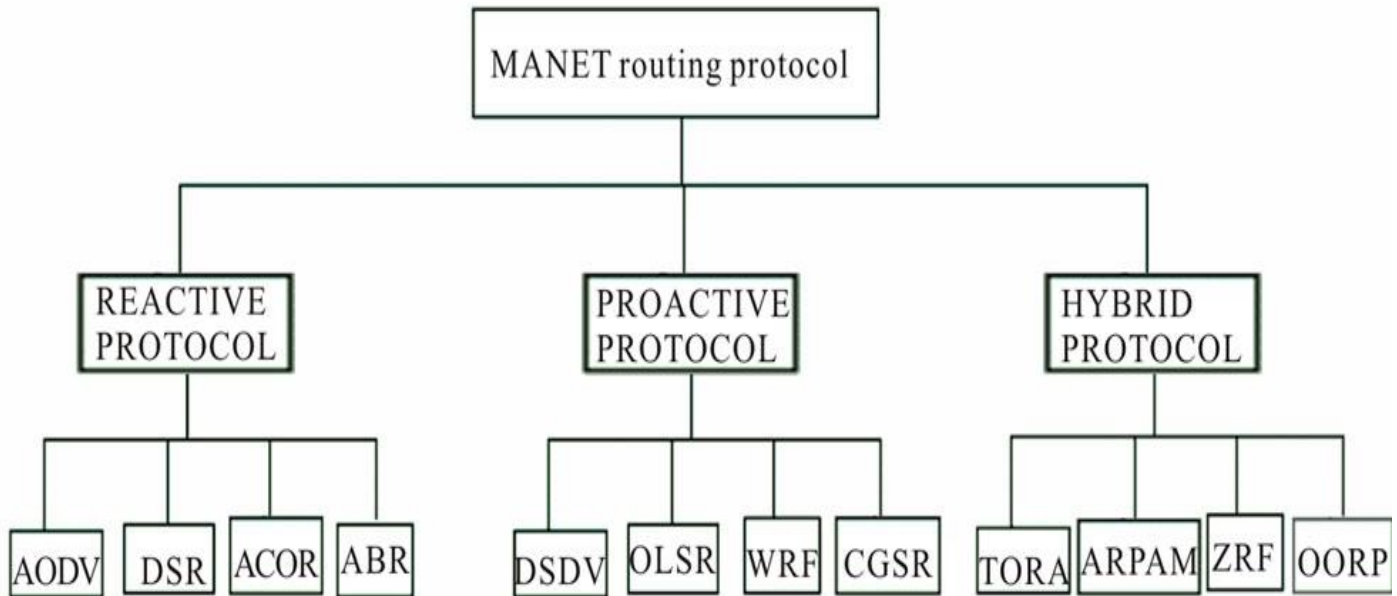 MANET routing protocol
REACTIVE
PROTOCOL
PROACTIVE
PROTOCOL
HYBRID
PROTOCOL
AODV
DSR
ACOR
ABR
DSDV
OLSR
WRF
CGSR
TORA
ARPAM
ZRF
OORP